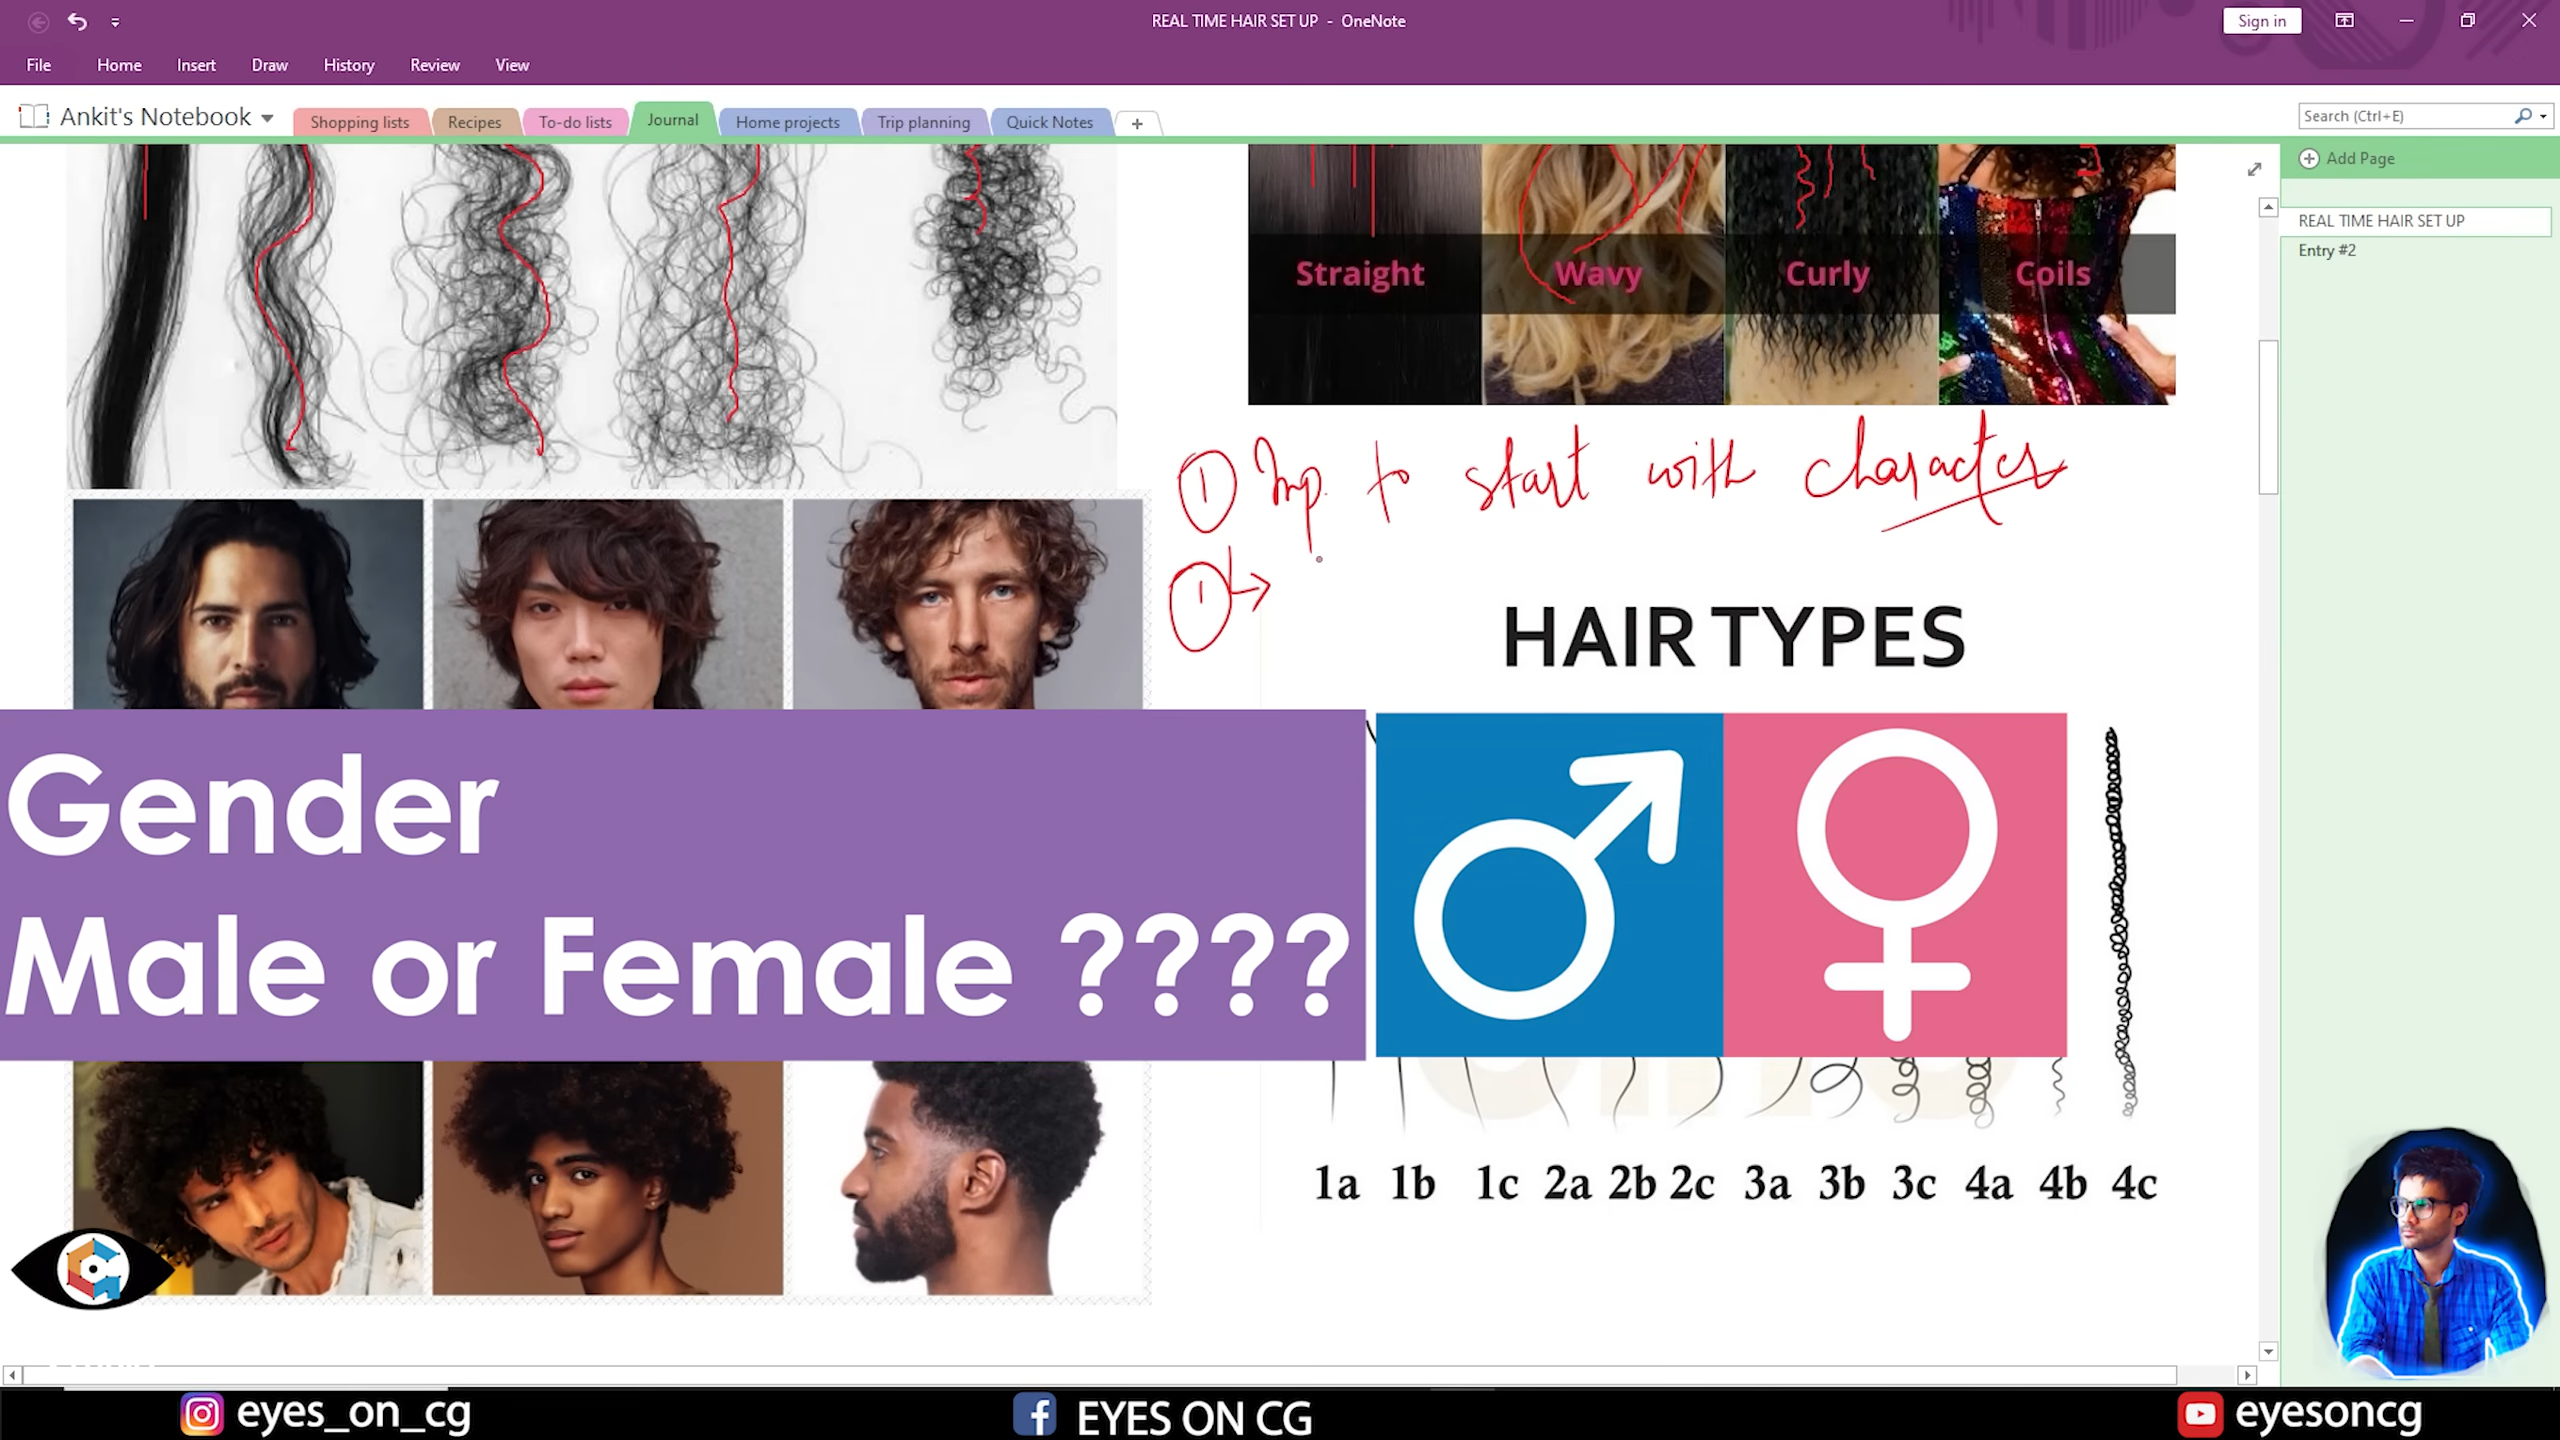 REAL TIME HAIR SET UP - OneNote
Sign in
File Home Insert Draw History Review View
Ankit's Notebook
Shopping lists Recipes To-do lists Journal Home projects Trip planning Quick Notes +
Search (Ctrl+E)
Add Page
REAL TIME HAIR SET UP
Entry #2
Straight Wavy Curly Coils
① Imp. to start with character
①
HAIR TYPES
Gender
Male or Female ????
1a 1b 1c 2a 2b 2c 3a 3b 3c 4a 4b 4c
eyes_on_cg
EYES ON CG
eyesoncg